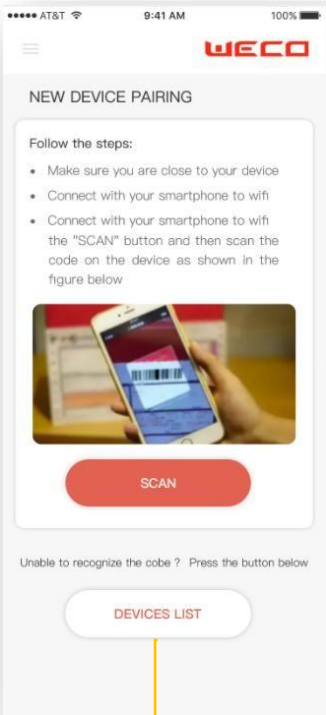 AT&T 9:41 AM 100%
WECO
NEW DEVICE PAIRING
Follow the steps:
• Make sure you are close to your device
• Connect with your smartphone to wifi
• Connect with your smartphone to wifi
the "SCAN" button and then scan the
code on the device as shown in the
figure below
SCAN
Unable to recognize the cobe ? Press the button below
DEVICES LIST